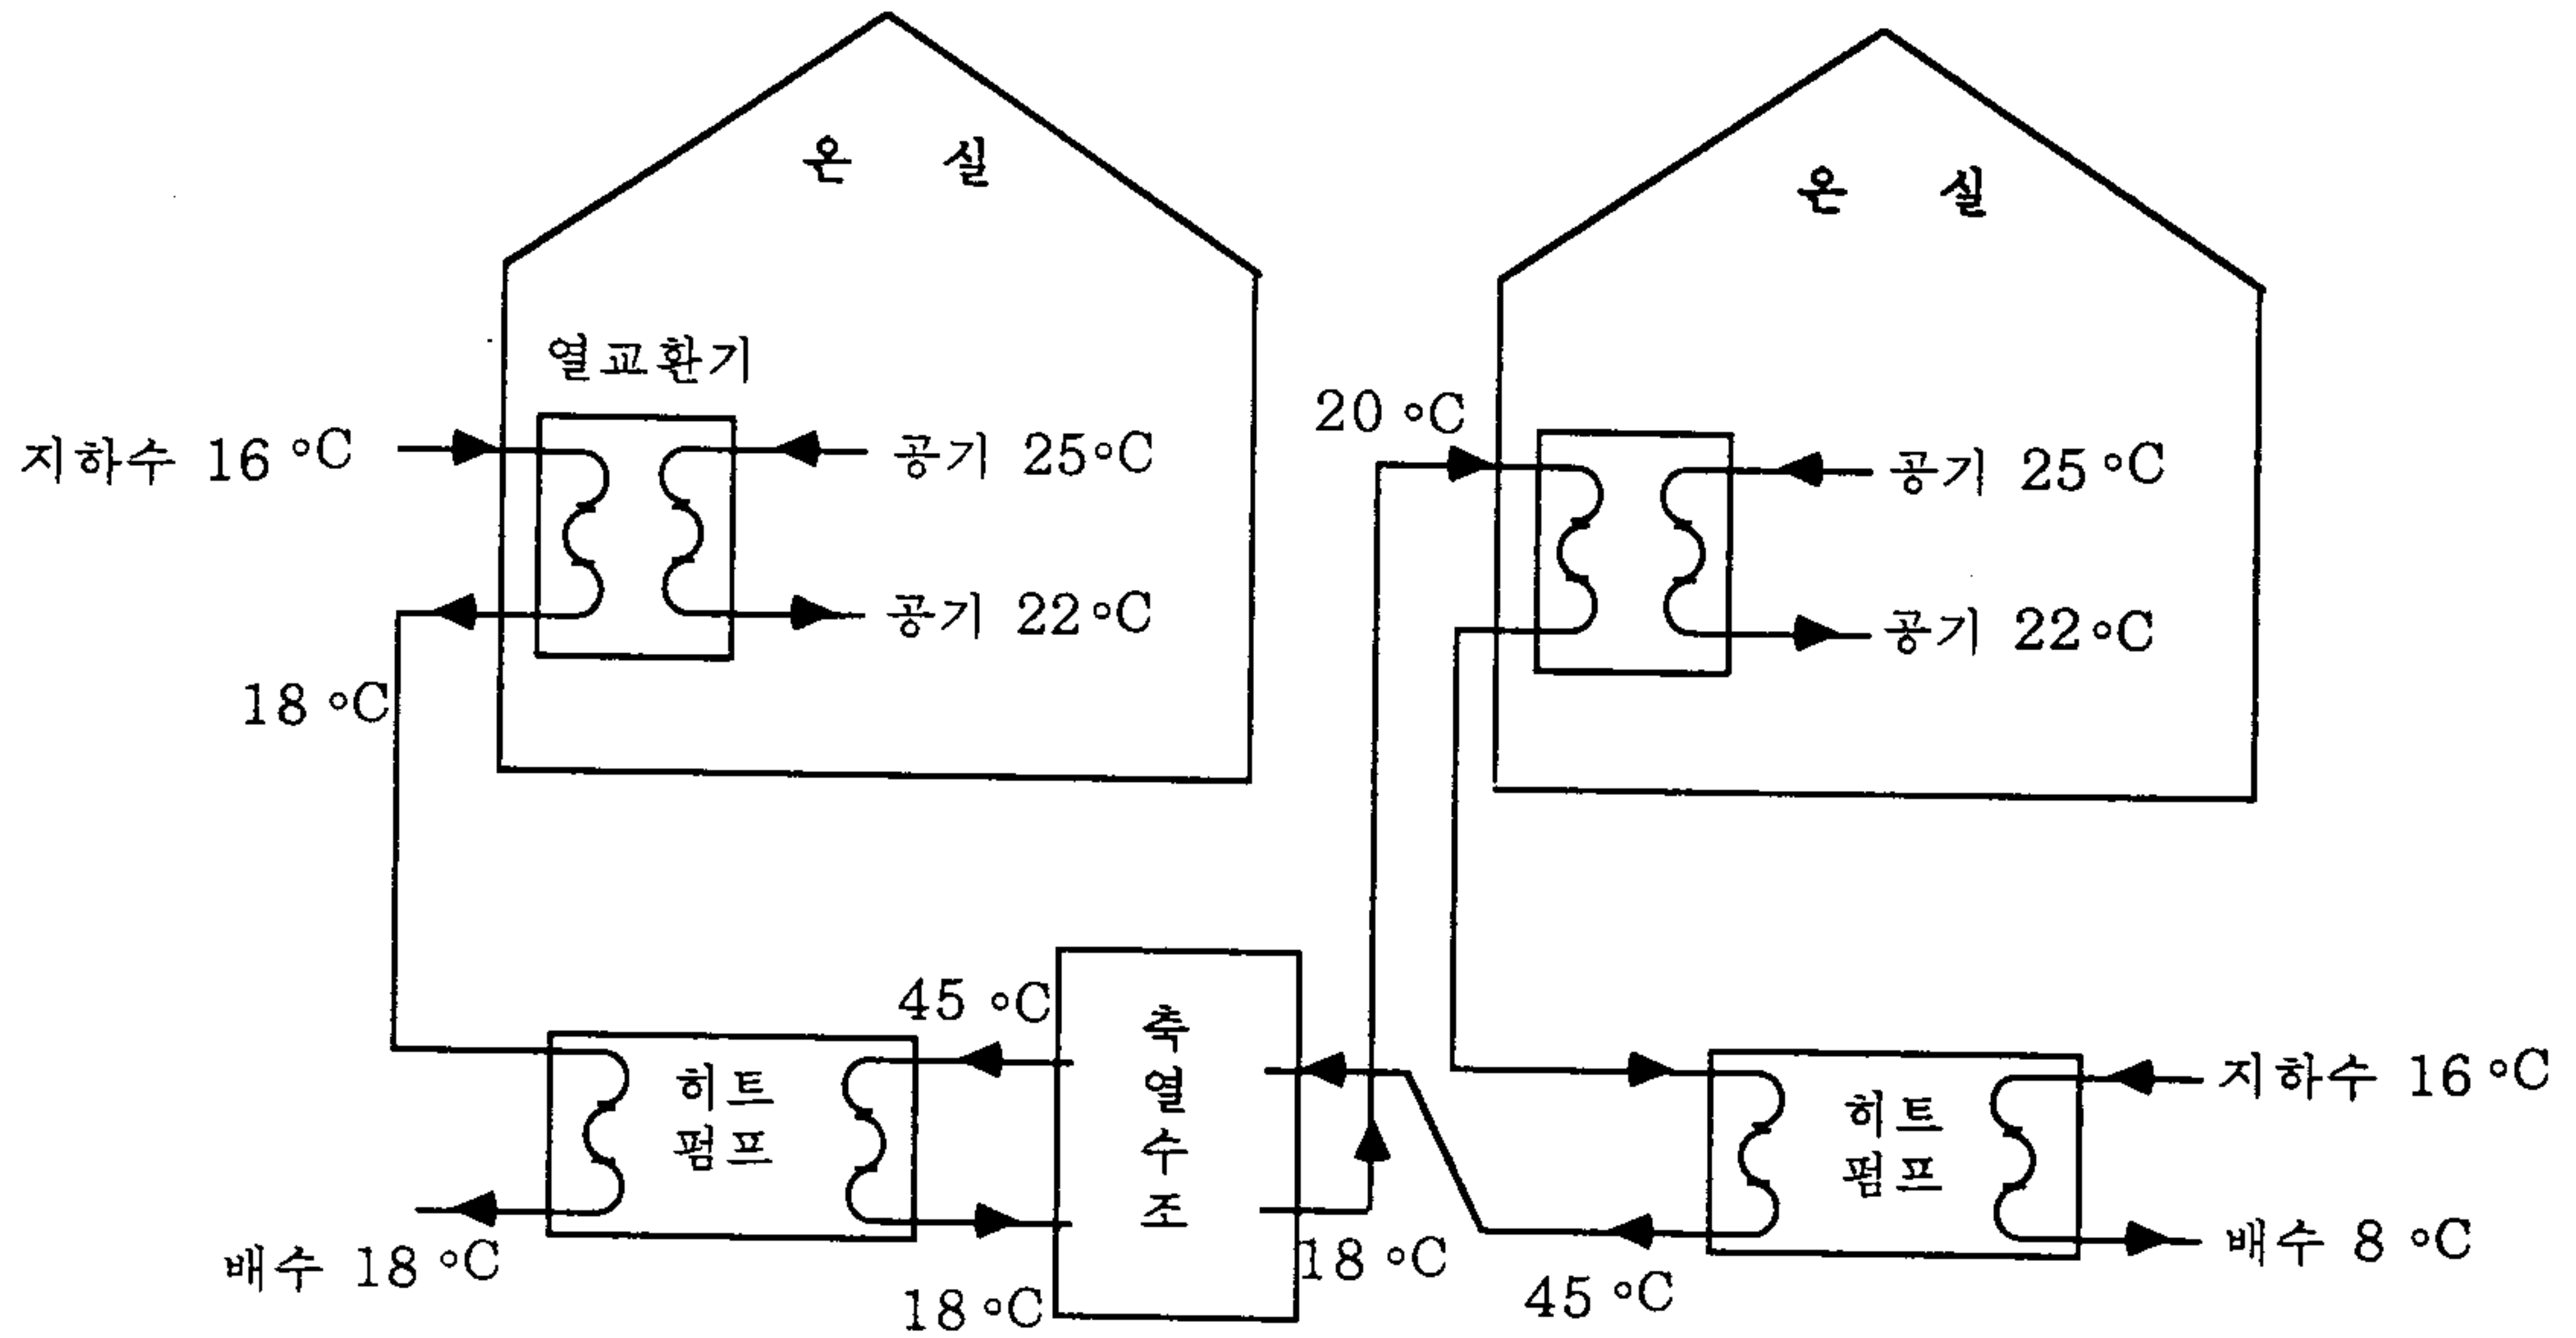 온 실
온 실
열교환기
지하수 16 °C
공기 25°C
공기 22°C
18 °C
20 °C
공기 25 °C
공기 22°C
45 °C
히트
펌프
축
열
수
조
히트
펌프
지하수 16 °C
배수 18 °C
18 °C
18 °C
45 °C
배수 8 °C